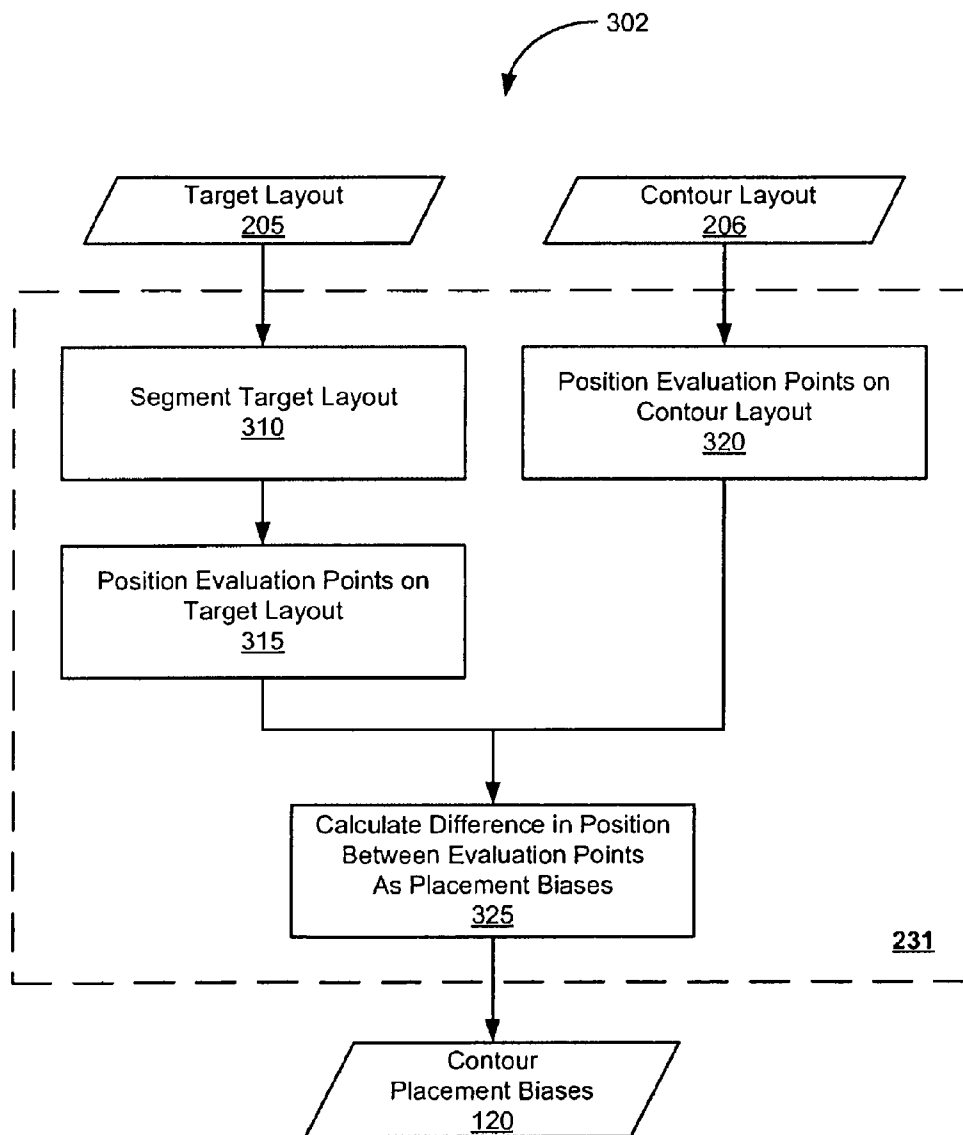 302
Target Layout
205
Contour Layout
206
Segment Target Layout
310
Position Evaluation Points on
Contour Layout
320
Position Evaluation Points on
Target Layout
315
Calculate Difference in Position
Between Evaluation Points
As Placement Biases
325
231
Contour
Placement Biases
120